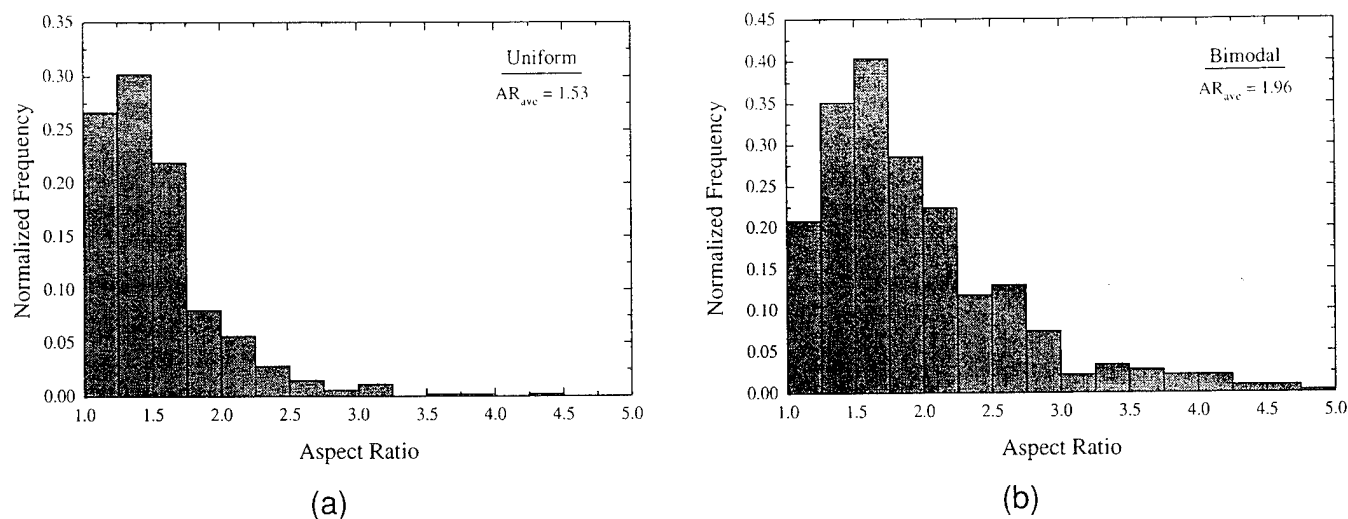 0.35
0.30
0.25
0.20
0.15
0.10
0.05
0.00
Normalized Frequency
Uniform
AR_ave = 1.53
1.0 1.5 2.0 2.5 3.0 3.5 4.0 4.5 5.0
Aspect Ratio
(a)
0.45
0.40
0.35
0.30
0.25
0.20
0.15
0.10
0.05
0.00
Normalized Frequency
Bimodal
AR_ave = 1.96
1.0 1.5 2.0 2.5 3.0 3.5 4.0 4.5 5.0
Aspect Ratio
(b)